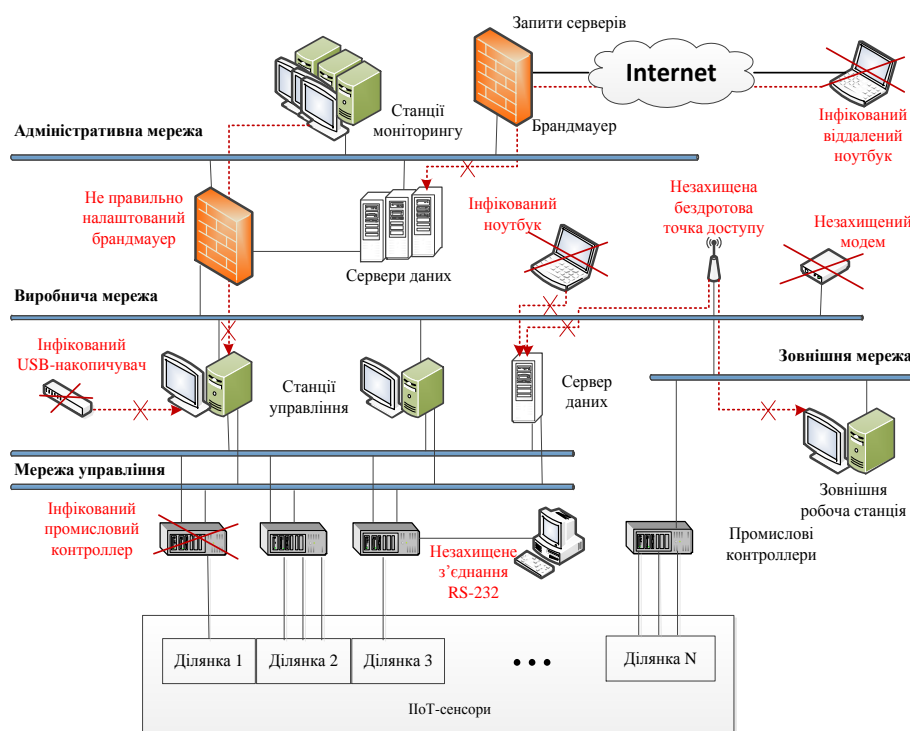 Запити серверів
Internet
Станції
моніторингу
Брандмауер
Інфікований
віддалений
ноутбук
Адміністративна мережа
Не правильно
налаштований
брандмауер
Сервери даних
Інфікований
ноутбук
Незахищена
бездротова
точка доступу
Незахищений
модем
Виробнича мережа
Інфікований
USB-накопичувач
Станції
управління
Сервер
даних
Зовнішня мережа
Мережа управління
Зовнішня
робоча станція
Інфікований
промисловий
контроллер
Незахищене
з’єднання
RS-232
Промислові
контроллери
Ділянка 1
Ділянка 2
Ділянка 3
• • •
Ділянка N
ІІоТ-сенсори